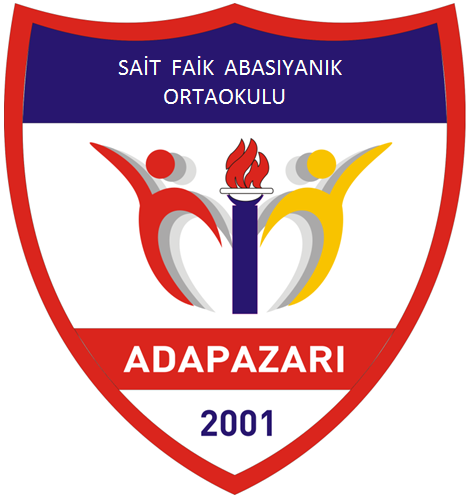 SAİT FAİK ABASIYANIK
ORTAOKULU
ADAPAZARI
2001